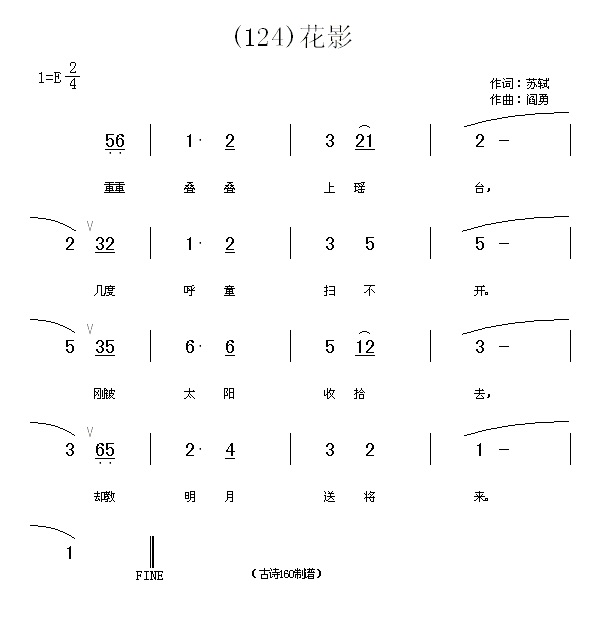 (124)花影
1=E 2/4
作词：苏轼
作曲：阎勇
56 | 1· 2 | 3 21 | 2 — |
重重 叠叠 上瑶 台，
2 32 | 1· 2 | 3 5 | 5 — |
几度 呼童 扫不 开。
5 35 | 6· 6 | 5 12 | 3 — |
刚被 太阳 收拾 去，
3 65 | 2· 4 | 3 2 | 1 — |
却教 明月 送将 来。
1
FINE （古诗160制谱）